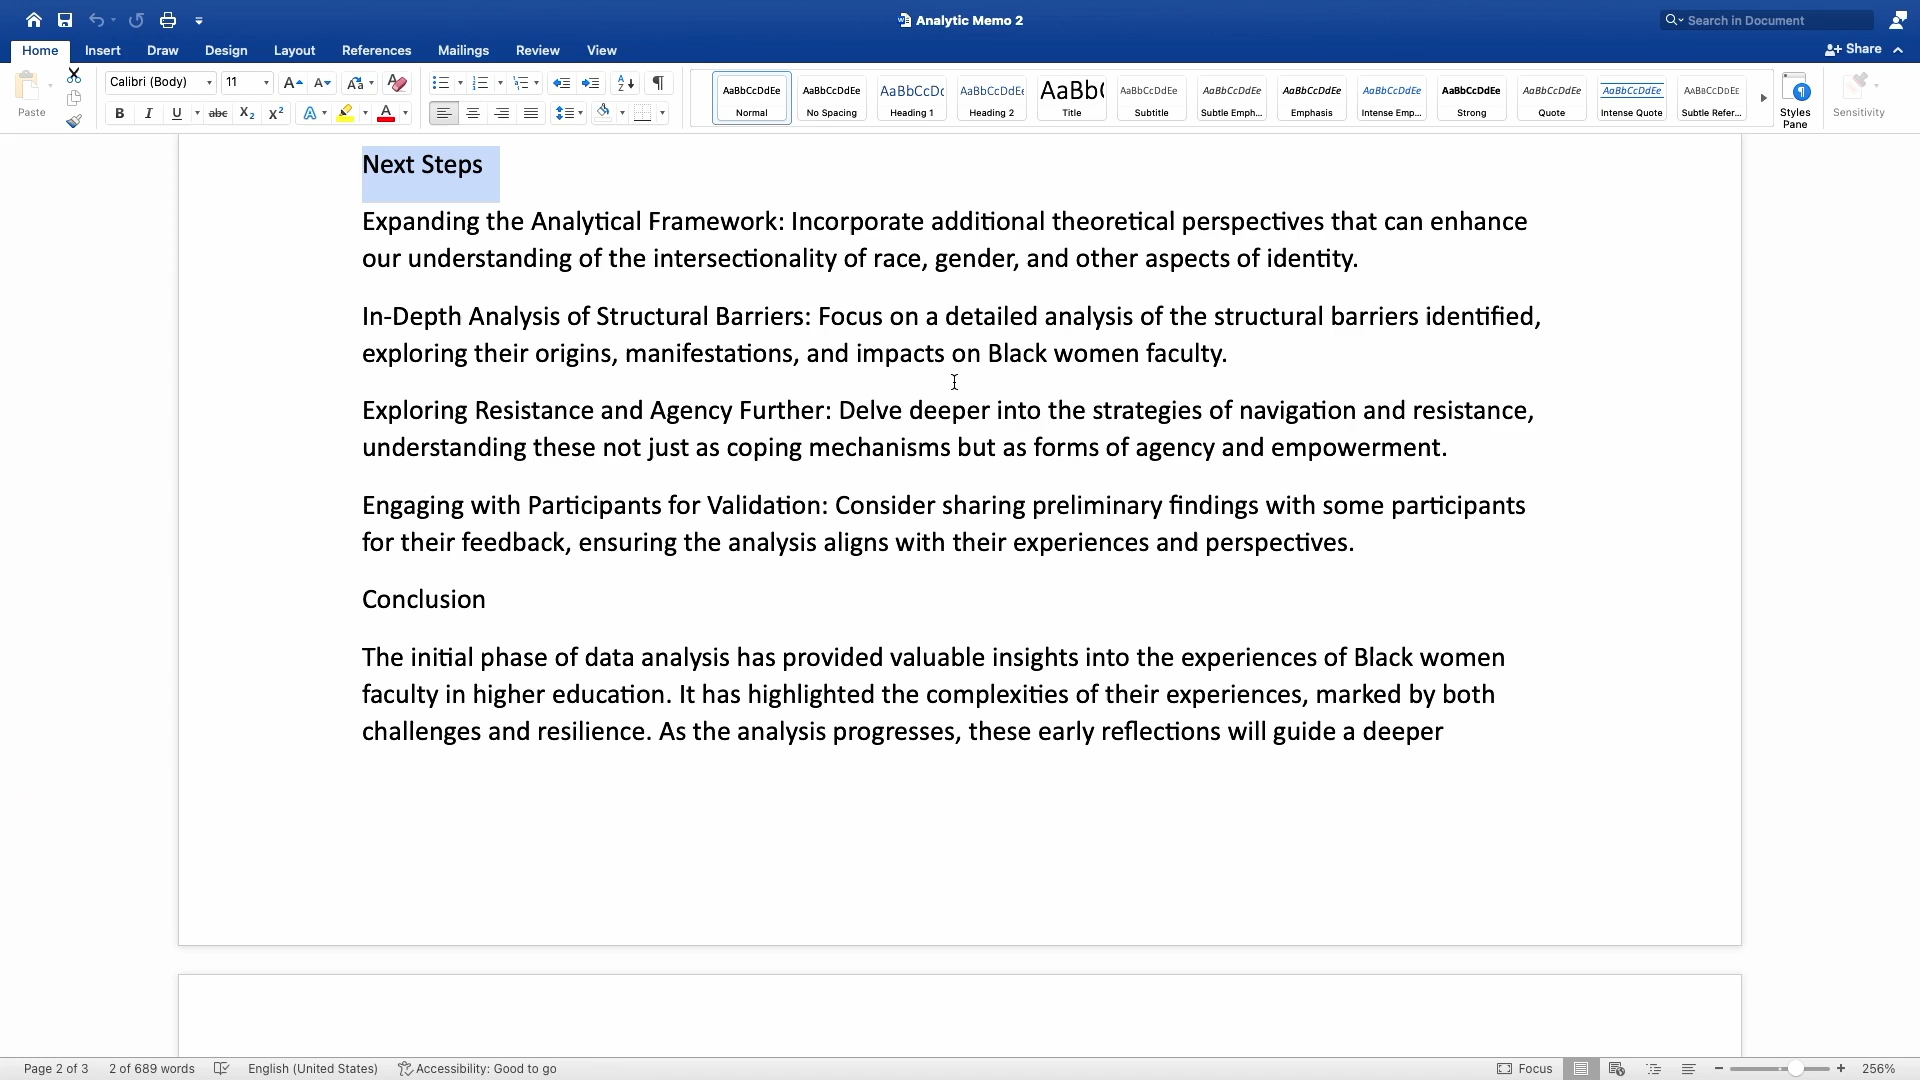 Analytic Memo 2
Search in Document
Home Insert Draw Design Layout References Mailings Review View
Share
Paste
Calibri (Body) 11
AaBbCcDdEe AaBbCcDdEe AaBbCcDc AaBbCcDdEe AaBb( AaBbCcDdEe AaBbCcDdEe AaBbCcDdEe AaBbCcDdEe AaBbCcDdEe AaBbCcDdEe AaBbCcDdEe AaBbCcDdEe
Normal No Spacing Heading 1 Heading 2 Title Subtitle Subtle Emph... Emphasis Intense Emp... Strong Quote Intense Quote Subtle Refer...
Styles
Pane
Sensitivity
Next Steps
Expanding the Analytical Framework: Incorporate additional theoretical perspectives that can enhance
our understanding of the intersectionality of race, gender, and other aspects of identity.
In-Depth Analysis of Structural Barriers: Focus on a detailed analysis of the structural barriers identified,
exploring their origins, manifestations, and impacts on Black women faculty.
Exploring Resistance and Agency Further: Delve deeper into the strategies of navigation and resistance,
understanding these not just as coping mechanisms but as forms of agency and empowerment.
Engaging with Participants for Validation: Consider sharing preliminary findings with some participants
for their feedback, ensuring the analysis aligns with their experiences and perspectives.
Conclusion
The initial phase of data analysis has provided valuable insights into the experiences of Black women
faculty in higher education. It has highlighted the complexities of their experiences, marked by both
challenges and resilience. As the analysis progresses, these early reflections will guide a deeper
Page 2 of 3 2 of 689 words English (United States) Accessibility: Good to go Focus 256%